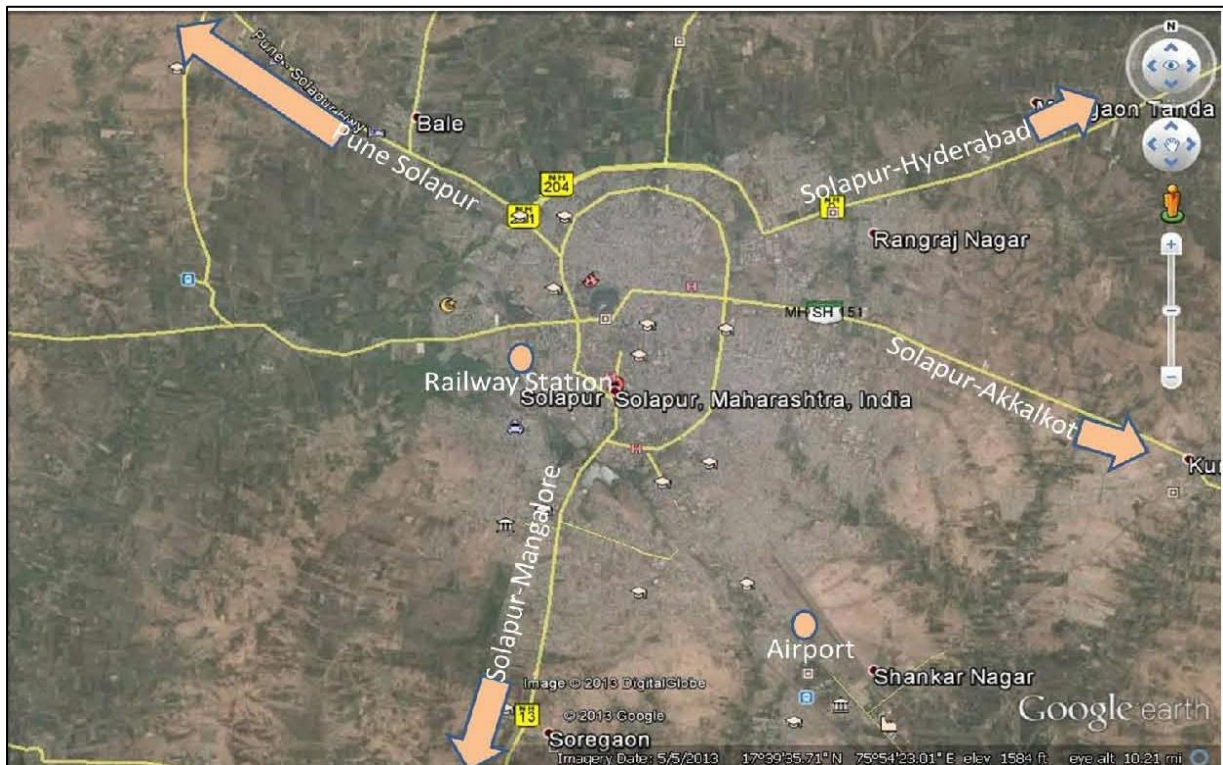 N
Pune - Solapur Hwy
Bale
Pune Solapur
NH
204
Solapur-Hyderabad
gaon Tanda
NH
Rangraj Nagar
MH SH 151
Solapur-Akkalkot
Railway Station
Solapur
Solapur, Maharashtra, India
H
H
Kur
Solapur-Mangalore
Airport
Shankar Nagar
Image © 2013 DigitalGlobe
NH
13
© 2013 Google
Soregaon
Google earth
Imagery Date: 5/5/2013 17°39'35.71" N 75°54'23.01" E elev 1584 ft eye alt 10.21 mi